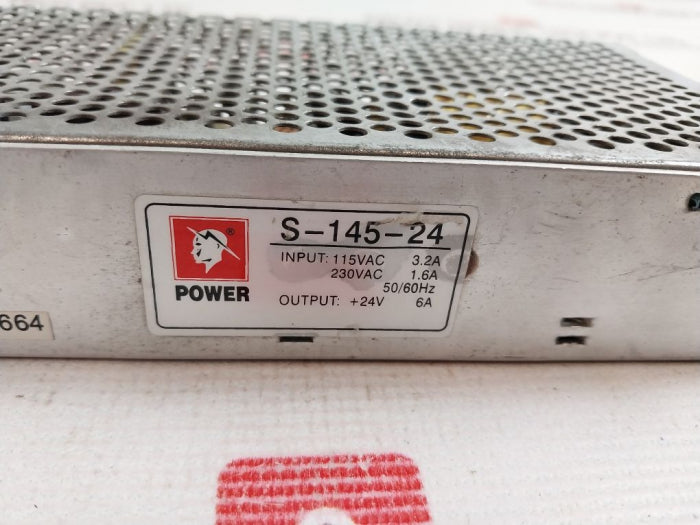 ®
S-145-24
INPUT: 115VAC 3.2A
230VAC 1.6A
50/60Hz
POWER
OUTPUT: +24V 6A
664